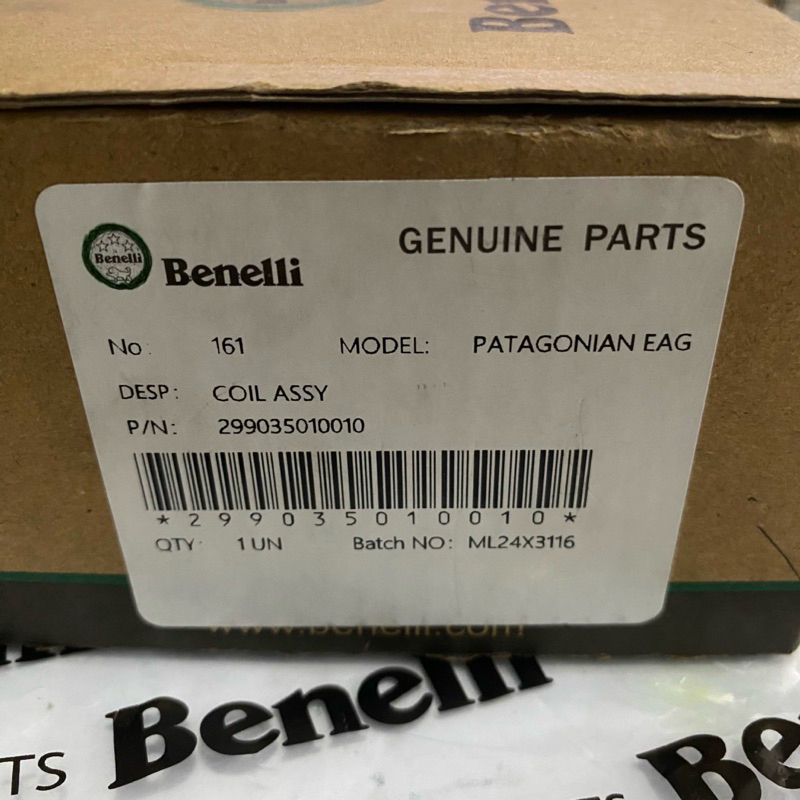 Benelli
Benelli
GENUINE PARTS
No: 161 MODEL: PATAGONIAN EAG
DESP: COIL ASSY
P/N: 299035010010
*299035010010*
QTY: 1 UN Batch NO: ML24X3116
www.benelli.com
Benelli
TS
Be